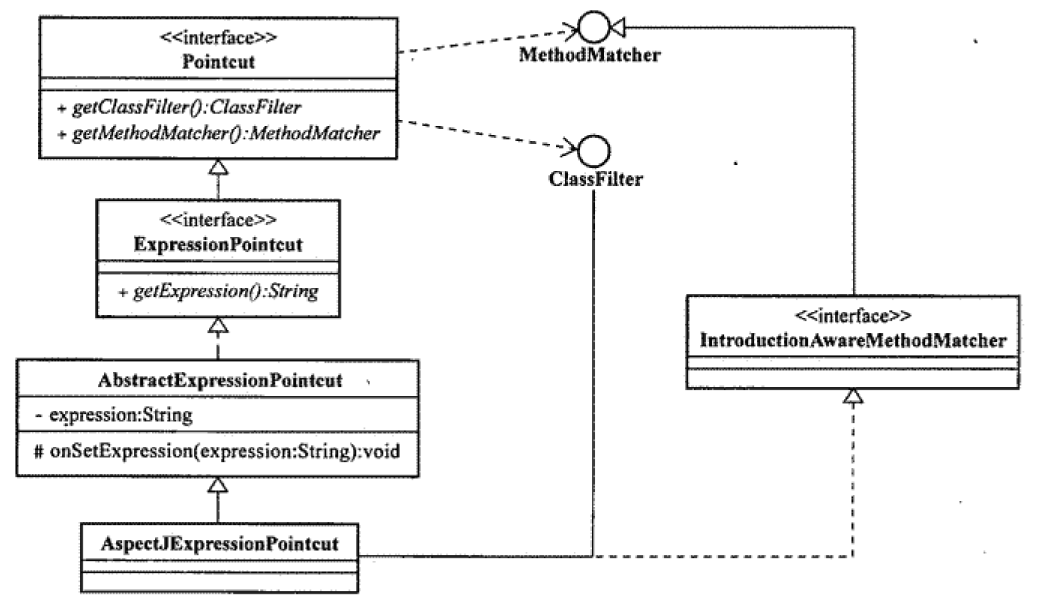 <<interface>>
Pointcut
+ getClassFilter():ClassFilter
+ getMethodMatcher():MethodMatcher
MethodMatcher
ClassFilter
<<interface>>
ExpressionPointcut
+ getExpression():String
<<interface>>
IntroductionAwareMethodMatcher
AbstractExpressionPointcut
- expression:String
# onSetExpression(expression:String):void
AspectJExpressionPointcut